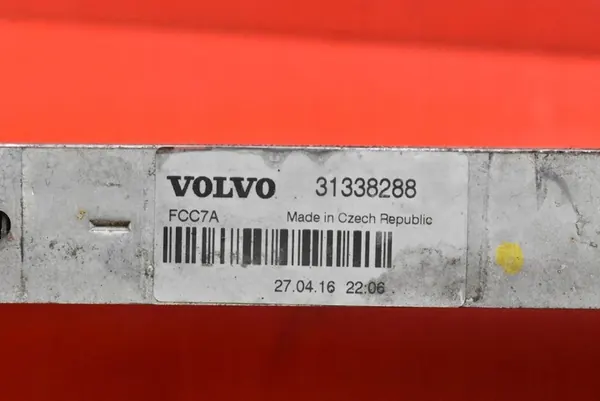 VOLVO 31338288
FCC7A Made in Czech Republic
27.04.16 22:06